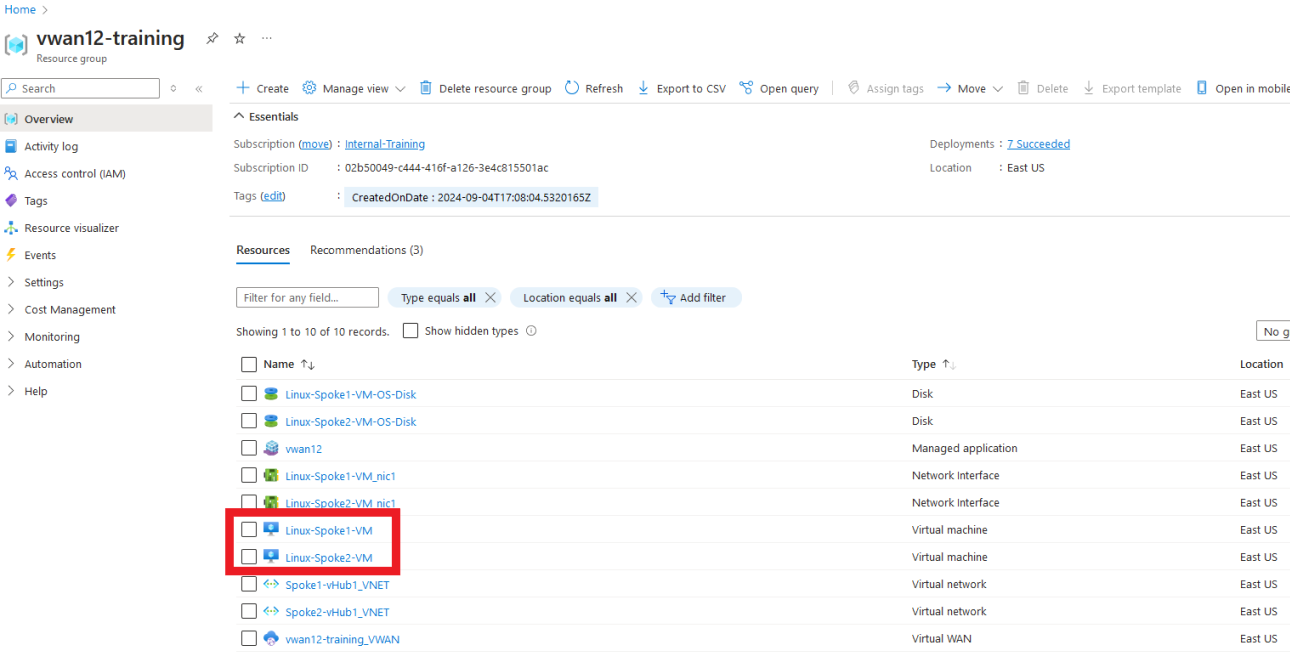 Home
vwan12-training
Resource group
Search
Create Manage view Delete resource group Refresh Export to CSV Open query Assign tags Move Delete Export template Open in mobile
Overview
Activity log
Access control (IAM)
Tags
Resource visualizer
Events
Settings
Cost Management
Monitoring
Automation
Help
Essentials
Subscription (move) : Internal-Training Deployments : 7 Succeeded
Subscription ID : 02b50049-c444-416f-a126-3e4c815501ac Location : East US
Tags (edit) : CreatedOnDate : 2024-09-04T17:08:04.5320165Z
Resources Recommendations (3)
Filter for any field... Type equals all Location equals all Add filter
Showing 1 to 10 of 10 records. Show hidden types No g
Name Type Location
Linux-Spoke1-VM-OS-Disk Disk East US
Linux-Spoke2-VM-OS-Disk Disk East US
vwan12 Managed application East US
Linux-Spoke1-VM_nic1 Network Interface East US
Linux-Spoke2-VM_nic1 Network Interface East US
Linux-Spoke1-VM Virtual machine East US
Linux-Spoke2-VM Virtual machine East US
Spoke1-vHub1_VNET Virtual network East US
Spoke2-vHub1_VNET Virtual network East US
vwan12-training_VWAN Virtual WAN East US